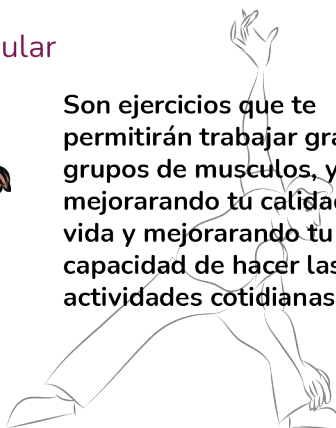 ular
Son ejercicios que te
permitirán trabajar gra
grupos de musculos, y
mejorarando tu calida
vida y mejorarando tu
capacidad de hacer las
actividades cotidianas